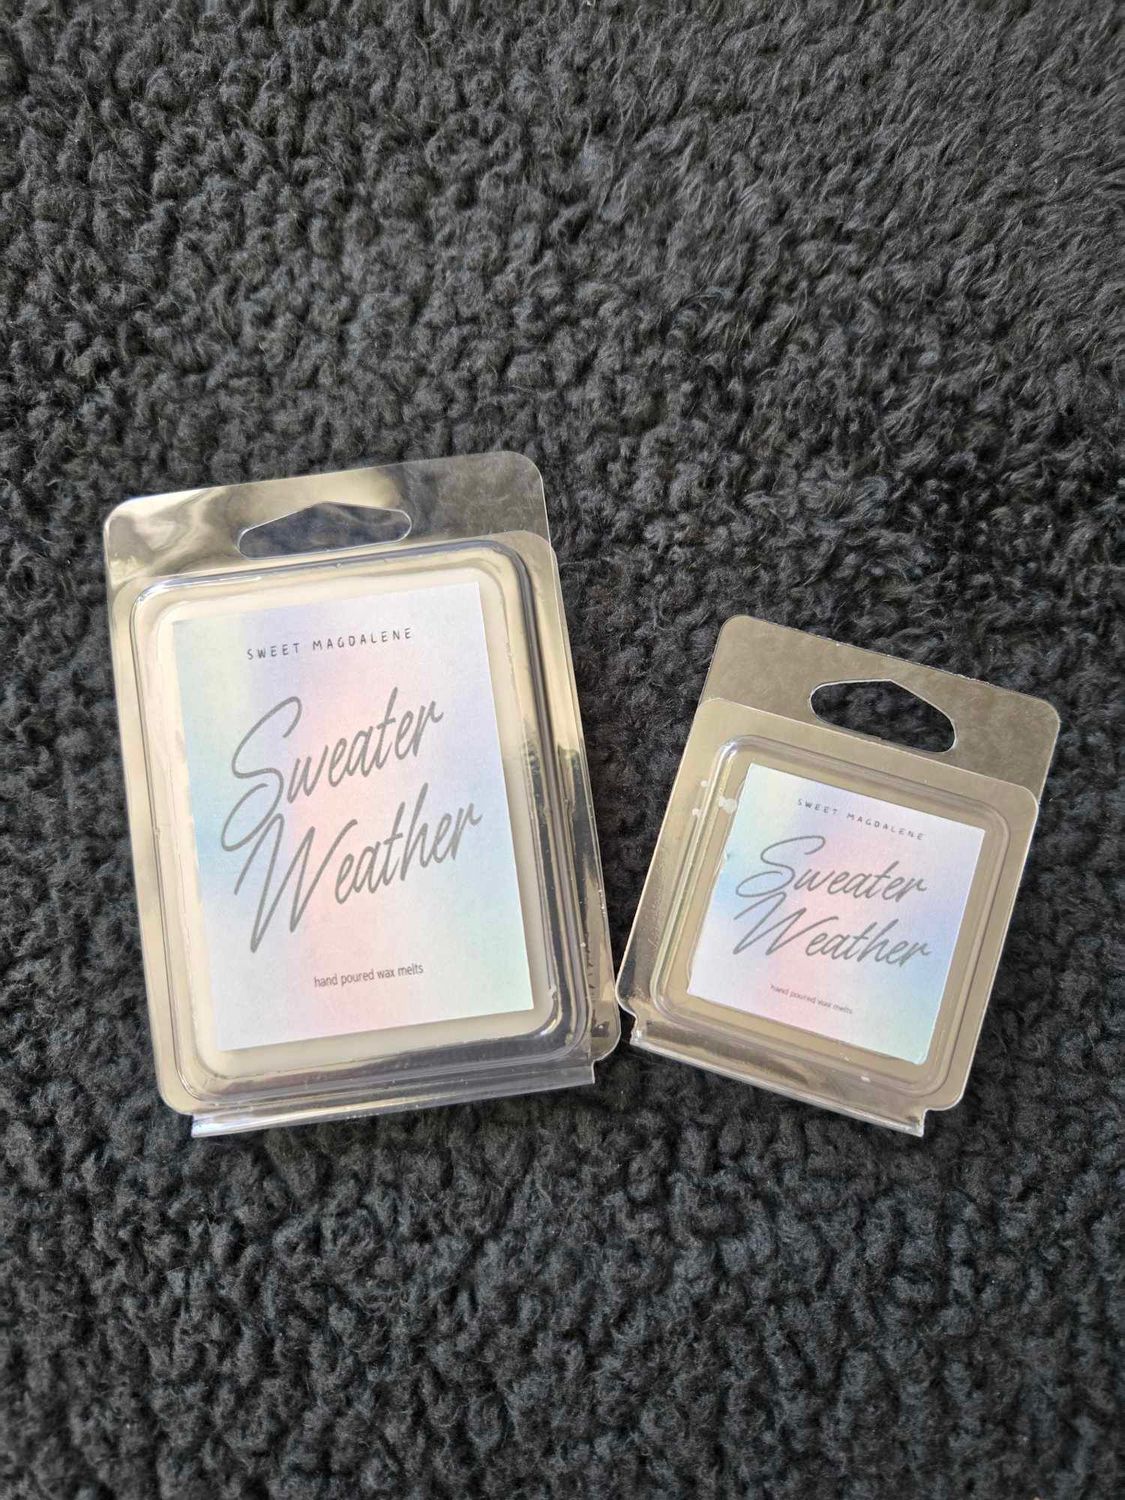 SWEET MAGDALENE
Sweater
Weather
hand poured wax melts
SWEET MAGDALENE
Sweater
Weather
hand poured wax melts